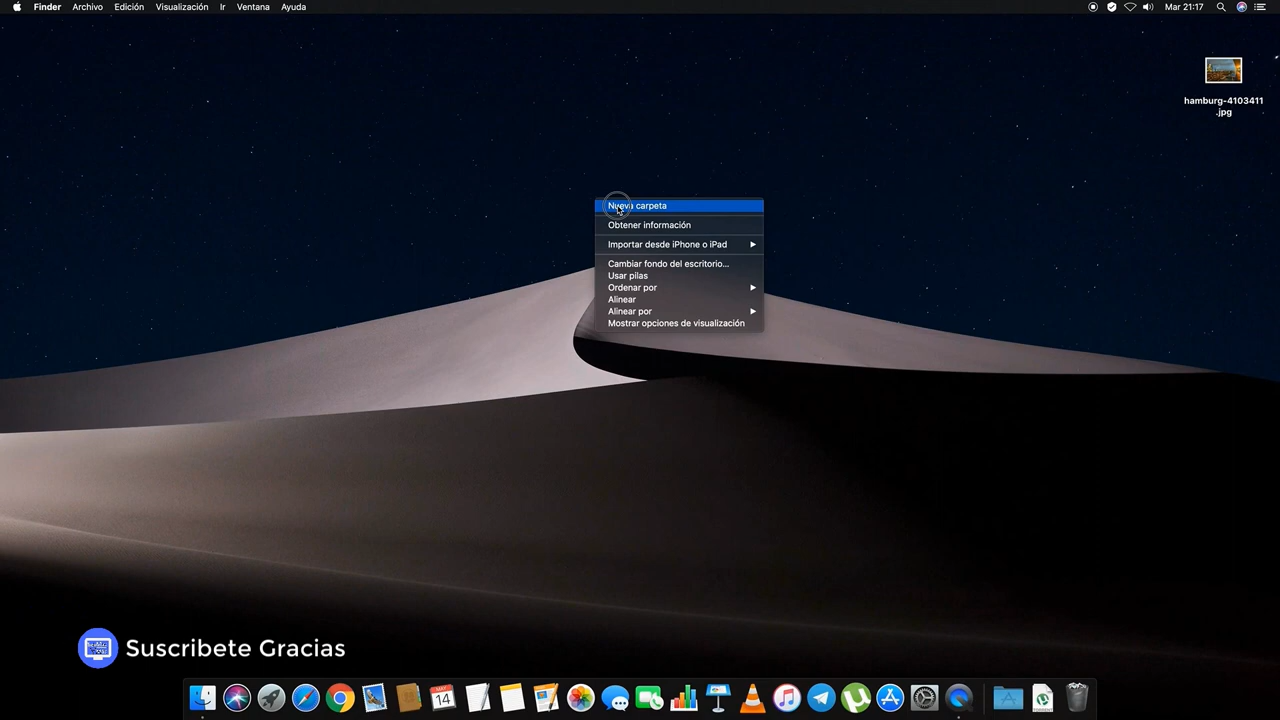 Finder Archivo Edición Visualización Ir Ventana Ayuda
Mar 21:17
hamburg-4103411
.jpg
Nueva carpeta
Obtener información
Importar desde iPhone o iPad
Cambiar fondo del escritorio...
Usar pilas
Ordenar por
Alinear
Alinear por
Mostrar opciones de visualización
Suscribete Gracias
14